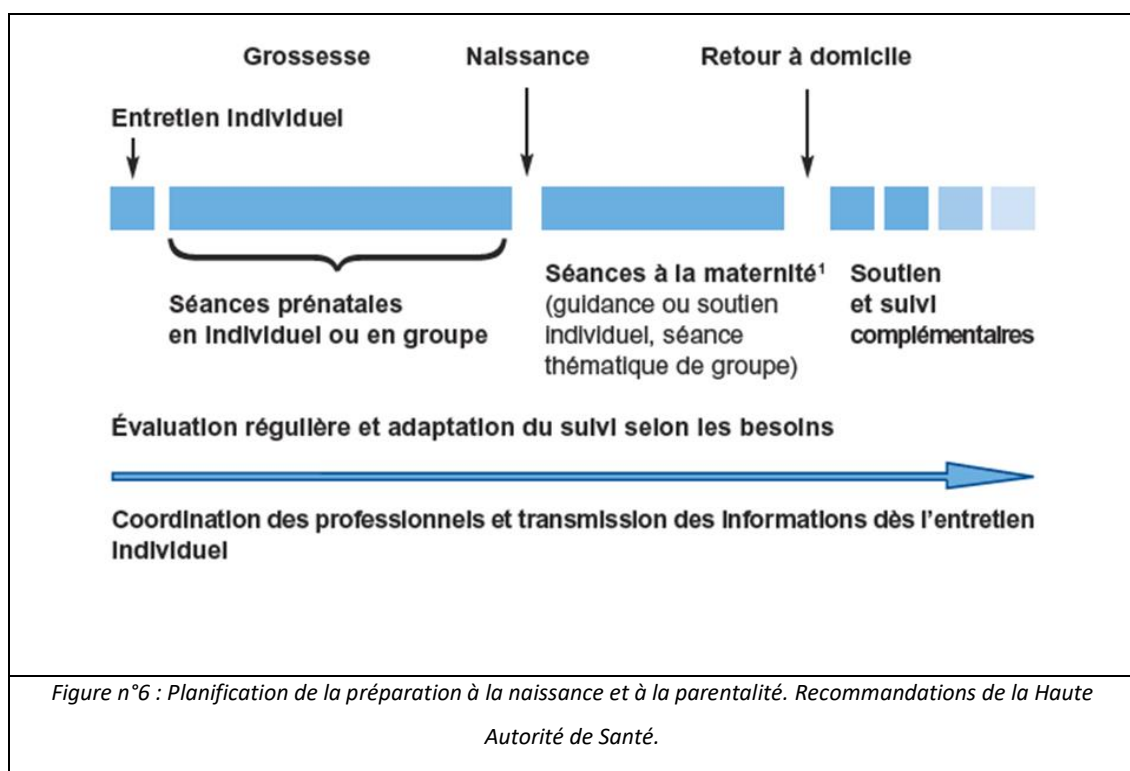 Grossesse
Naissance
Retour à domicile
Entretien individuel
Séances prénatales
en individuel ou en groupe
Séances à la maternité¹
(guidance ou soutien
individuel, séance
thématique de groupe)
Soutien
et suivi
complémentaires
Évaluation régulière et adaptation du suivi selon les besoins
Coordination des professionnels et transmission des informations dès l'entretien
individuel
Figure n°6 : Planification de la préparation à la naissance et à la parentalité. Recommandations de la Haute
Autorité de Santé.